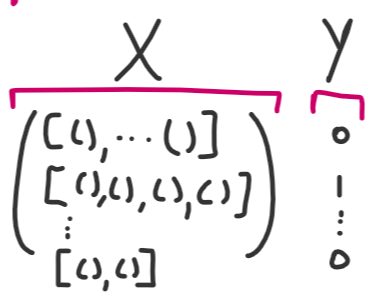 X Y
[(),...()] 0
[(),(),(),()] 1
⋮ ⋮
[(),()] 0